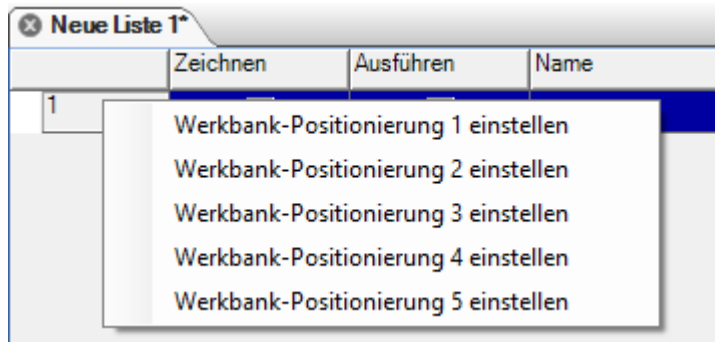 Neue Liste 1*
Zeichnen Ausführen Name
1
Werkbank-Positionierung 1 einstellen
Werkbank-Positionierung 2 einstellen
Werkbank-Positionierung 3 einstellen
Werkbank-Positionierung 4 einstellen
Werkbank-Positionierung 5 einstellen